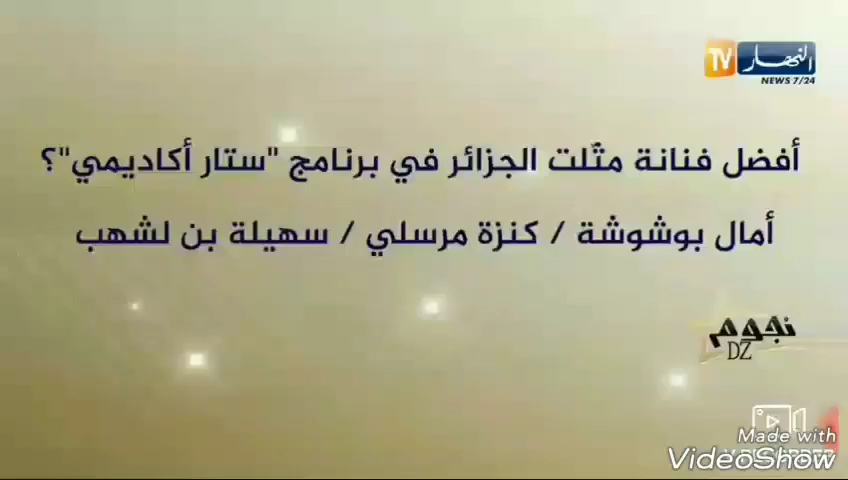 النهار TV
NEWS 7/24
أفضل فنانة مثّلت الجزائر في برنامج "ستار أكاديمي"؟
أمال بوشوشة / كنزة مرسلي / سهيلة بن لشهب
نجوم
DZ
Made with
VideoShow